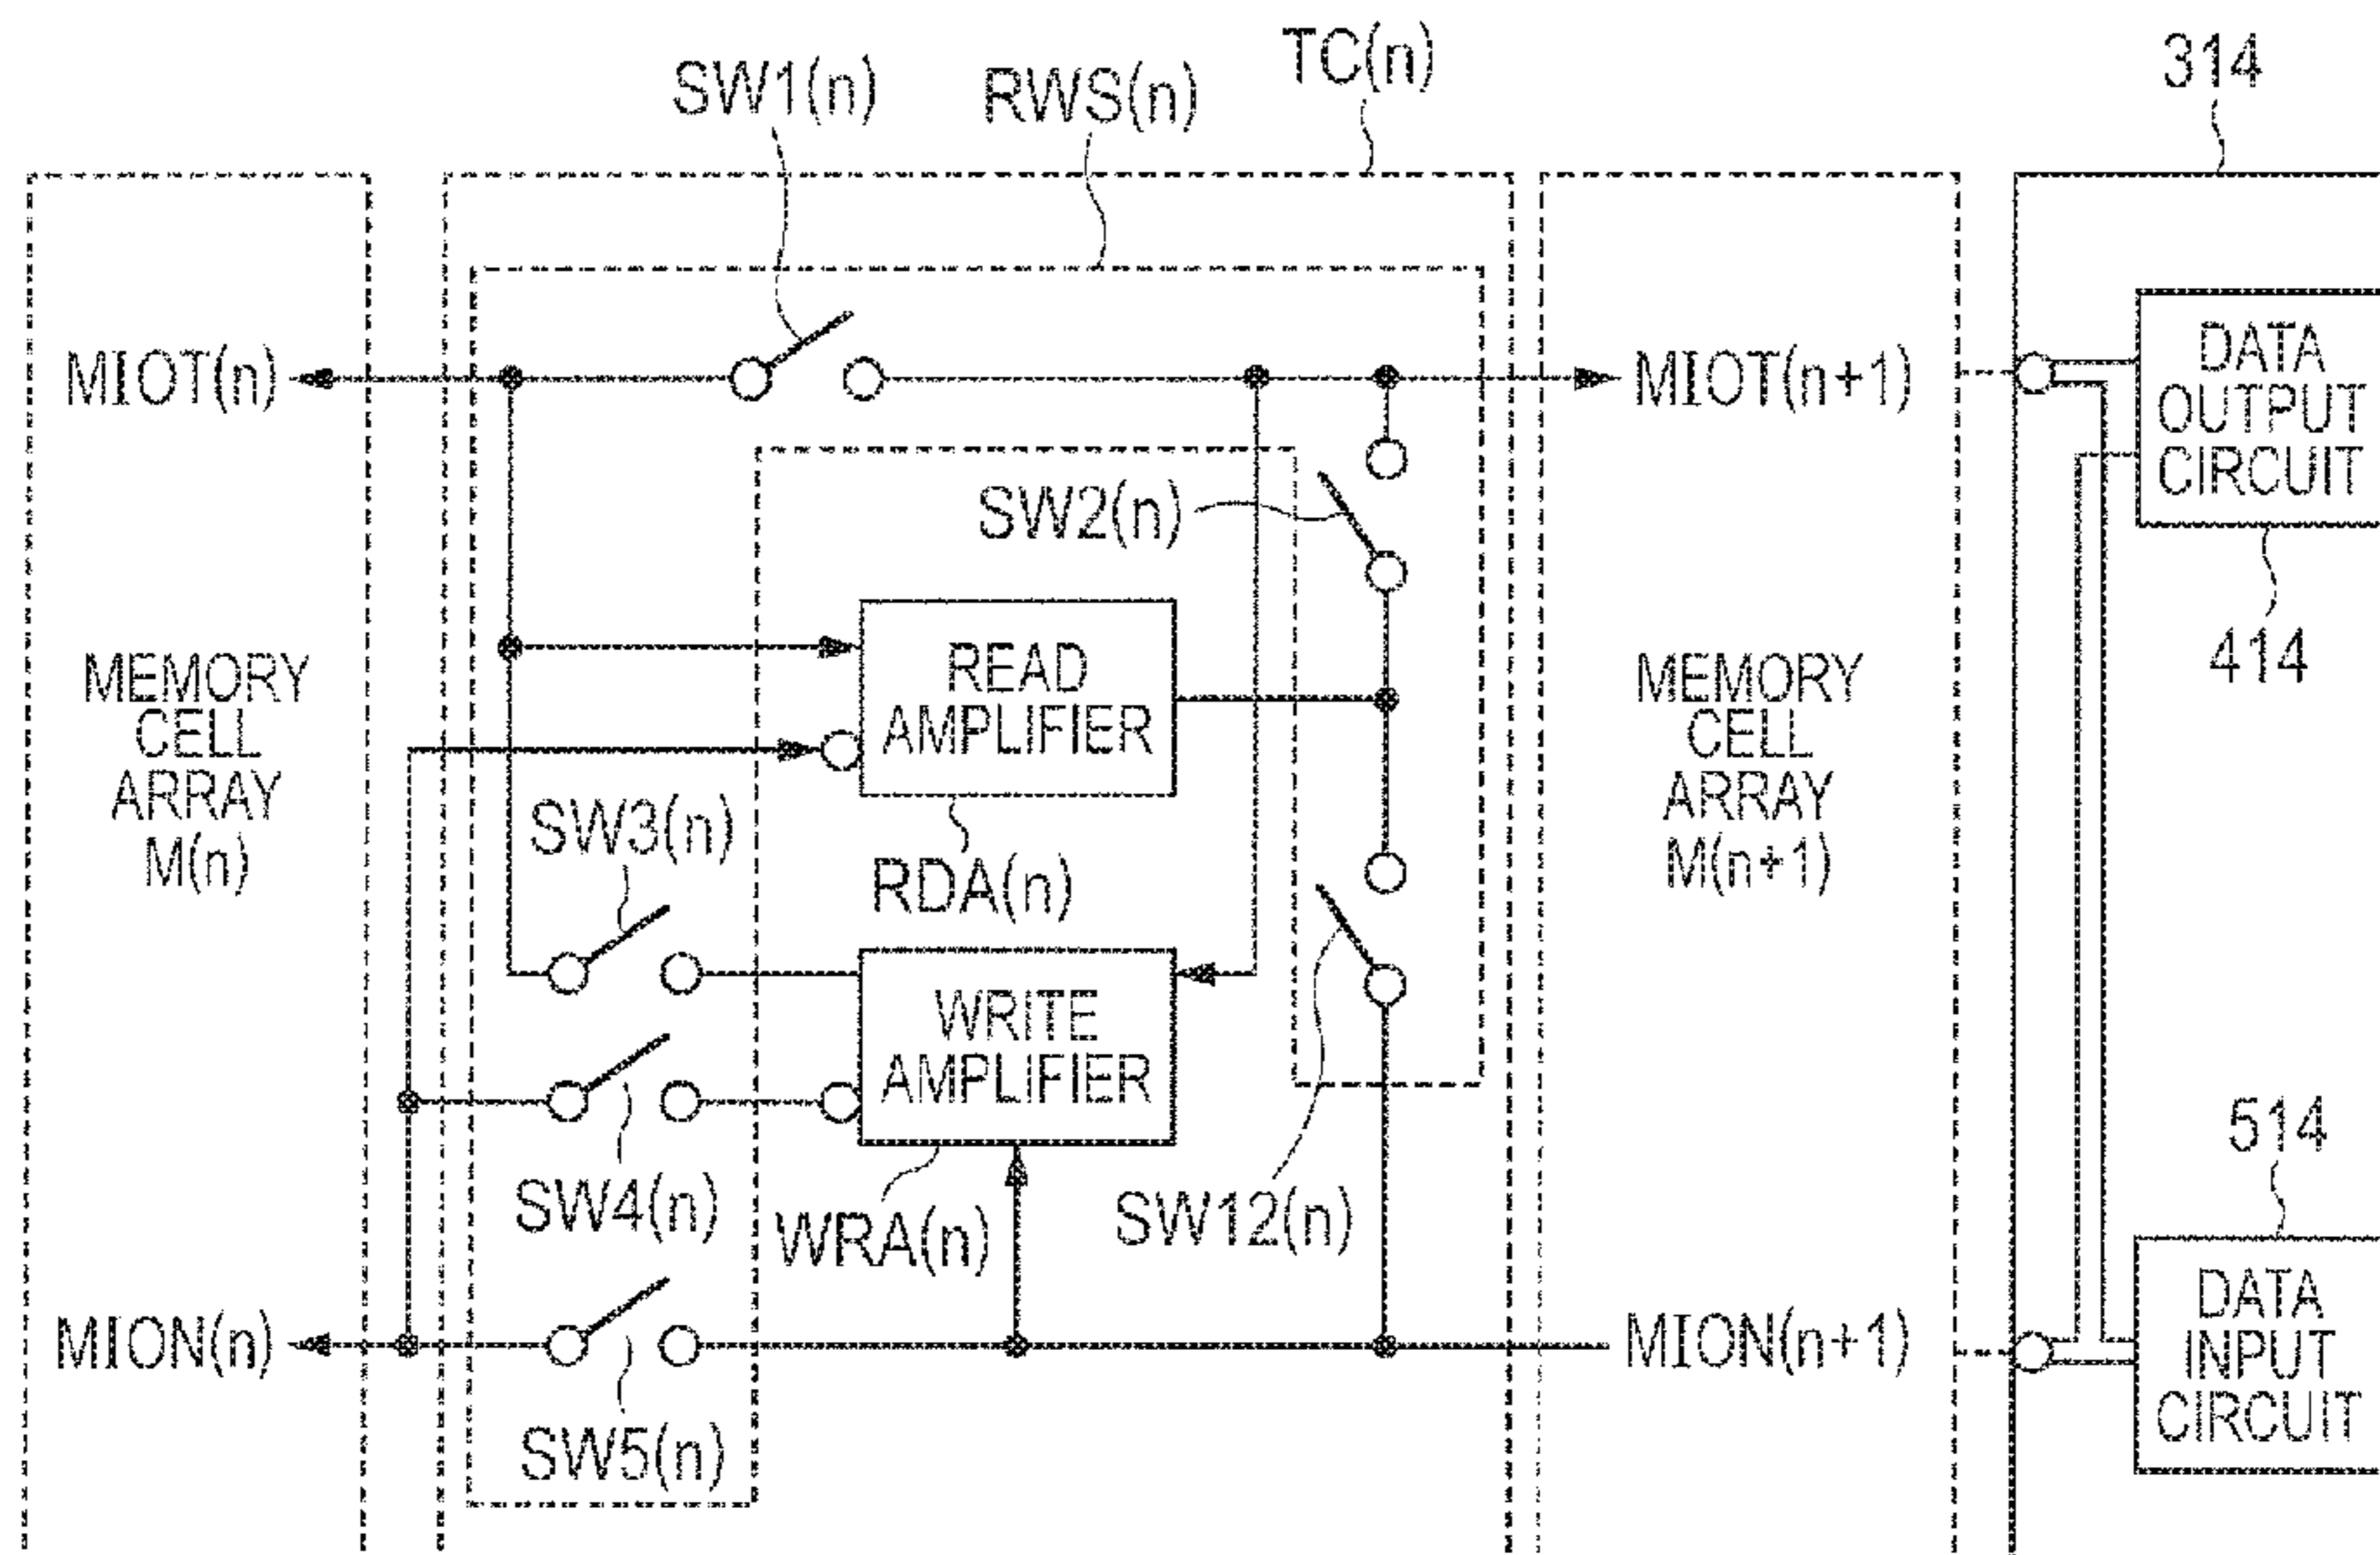 TC(n)
314
SW1(n)
RWS(n)
MIOT(n)
MIOT(n+1)
DATA
OUTPUT
CIRCUIT
SW2(n)
414
READ
AMPLIFIER
MEMORY
CELL
ARRAY
M(n)
MEMORY
CELL
ARRAY
M(n+1)
SW3(n)
RDA(n)
WRITE
AMPLIFIER
514
SW4(n)
WRA(n)
SW12(n)
MION(n)
MION(n+1)
DATA
INPUT
CIRCUIT
SW5(n)